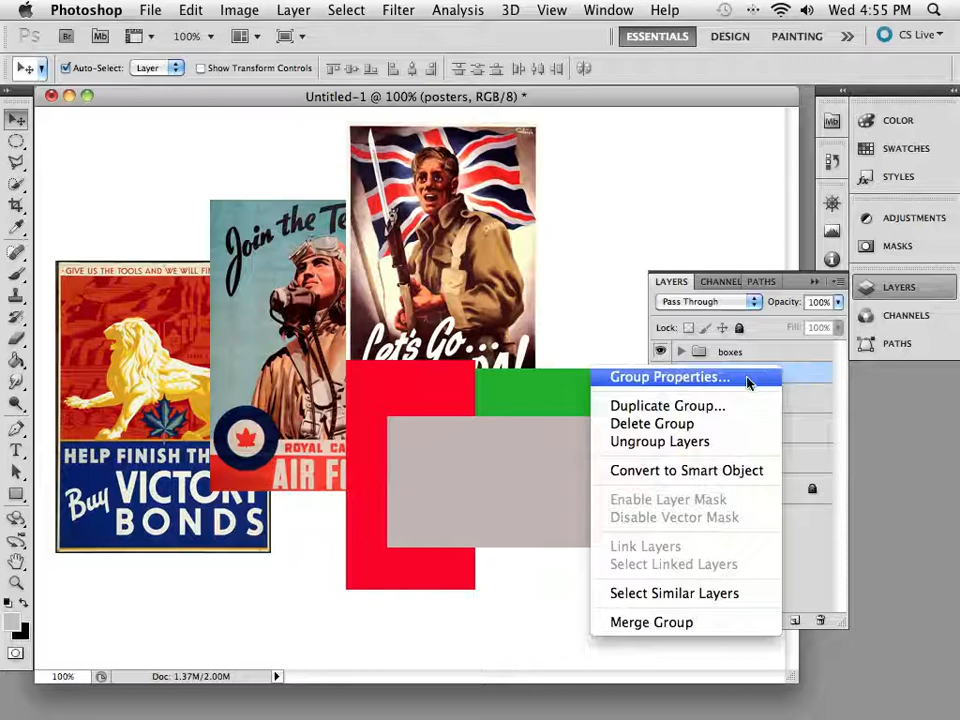 Photoshop File Edit Image Layer Select Filter Analysis 3D View Window Help Wed 4:55 PM
Ps Br Mb 100% ESSENTIALS DESIGN PAINTING CS Live
Auto-Select: Layer Show Transform Controls
Untitled-1 @ 100% (posters, RGB/8) *
Mb COLOR
SWATCHES
STYLES
ADJUSTMENTS
MASKS
LAYERS
CHANNELS
PATHS
LAYERS CHANNEL PATHS
Pass Through Opacity: 100%
Lock: Fill: 100%
boxes
Group Properties...
Duplicate Group...
Delete Group
Ungroup Layers
Convert to Smart Object
Enable Layer Mask
Disable Vector Mask
Link Layers
Select Linked Layers
Select Similar Layers
Merge Group
GIVE US THE TOOLS AND WE WILL FIN
HELP FINISH TH
Buy VICTORY
BONDS
Join the Te
ROYAL CA
AIR F
Let's Go...
100% Doc: 1.37M/2.00M